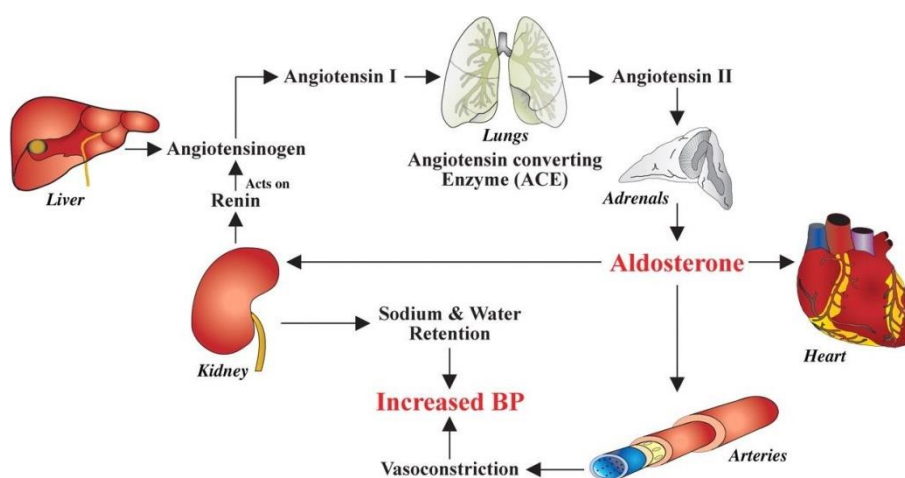 Angiotensin I
Angiotensin II
Liver
Angiotensinogen
Acts on
Renin
Lungs
Angiotensin converting
Enzyme (ACE)
Adrenals
Aldosterone
Kidney
Sodium & Water
Retention
Heart
Increased BP
Vasoconstriction
Arteries